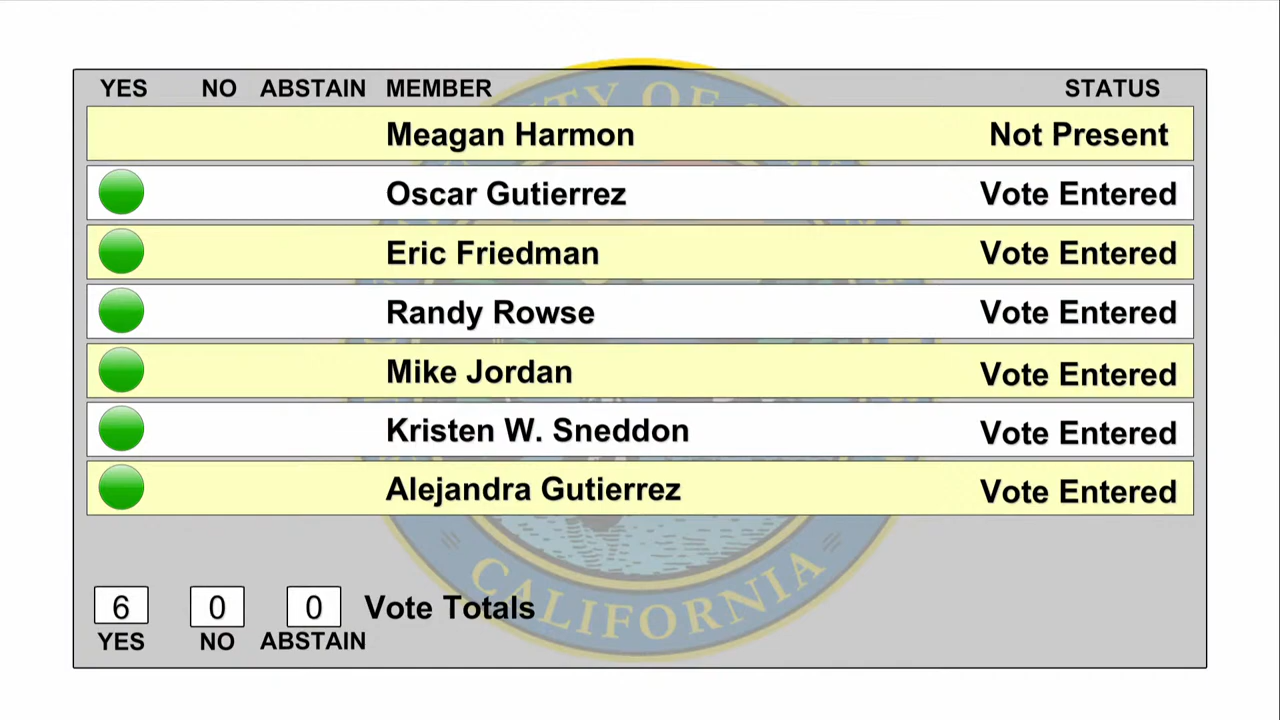 YES NO ABSTAIN MEMBER STATUS
Meagan Harmon Not Present
Oscar Gutierrez Vote Entered
Eric Friedman Vote Entered
Randy Rowse Vote Entered
Mike Jordan Vote Entered
Kristen W. Sneddon Vote Entered
Alejandra Gutierrez Vote Entered
6 0 0 Vote Totals
YES NO ABSTAIN
CITY OF
CALIFORNIA